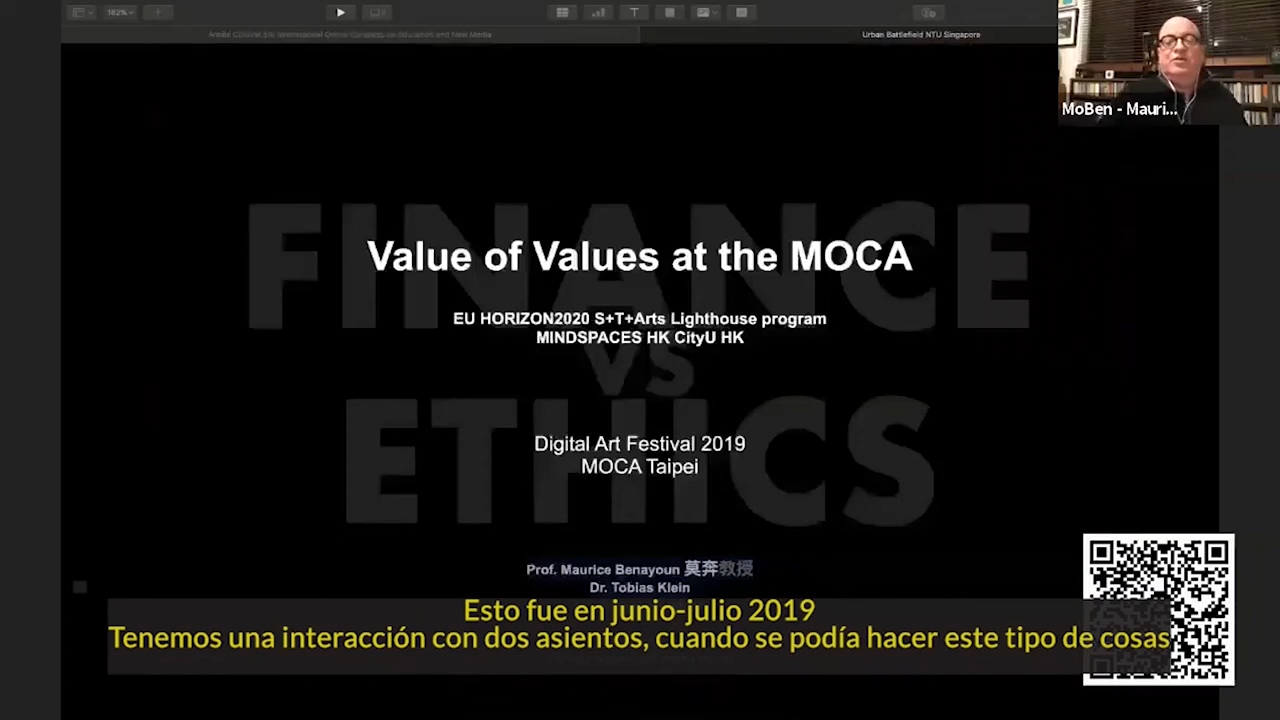 182%
Urban Battlefield NTU Singapore
MoBen - Mauri...
FINANCE
Value of Values at the MOCA
EU HORIZON2020 S+T+Arts Lighthouse program
MINDSPACES HK CityU HK
VS
ETHICS
Digital Art Festival 2019
MOCA Taipei
Prof. Maurice Benayoun 莫奔教授
Dr. Tobias Klein
Esto fue en junio-julio 2019
Tenemos una interacción con dos asientos, cuando se podía hacer este tipo de cosas